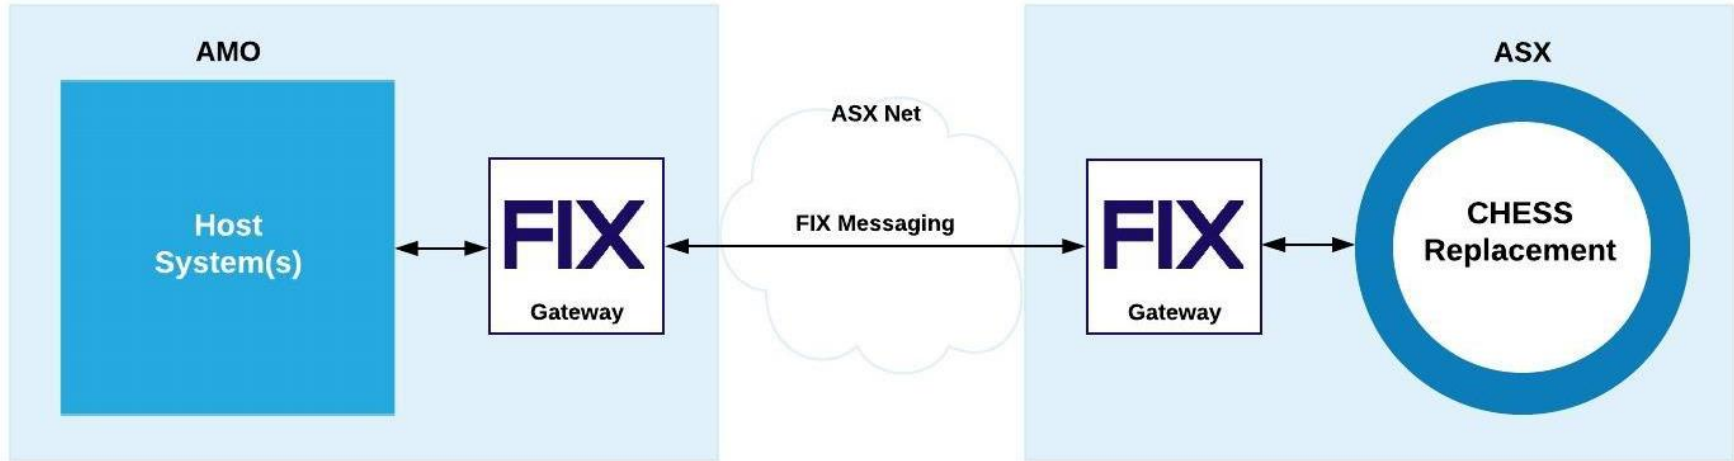 AMO
Host
System(s)
FIX
Gateway
ASX Net
FIX Messaging
ASX
FIX
Gateway
CHESS
Replacement